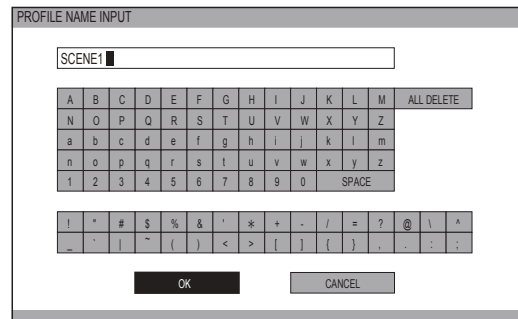 PROFILE NAME INPUT
SCENE1
A B C D E F G H I J K L M ALL DELETE
N O P Q R S T U V W X Y Z
a b c d e f g h i j k l m
n o p q r s t u v w x y z
1 2 3 4 5 6 7 8 9 0 SPACE
! " # $ % & ' * + - / = ? @ \ ^
_ ` | ~ ( ) < > [ ] { } , . : ;
OK CANCEL